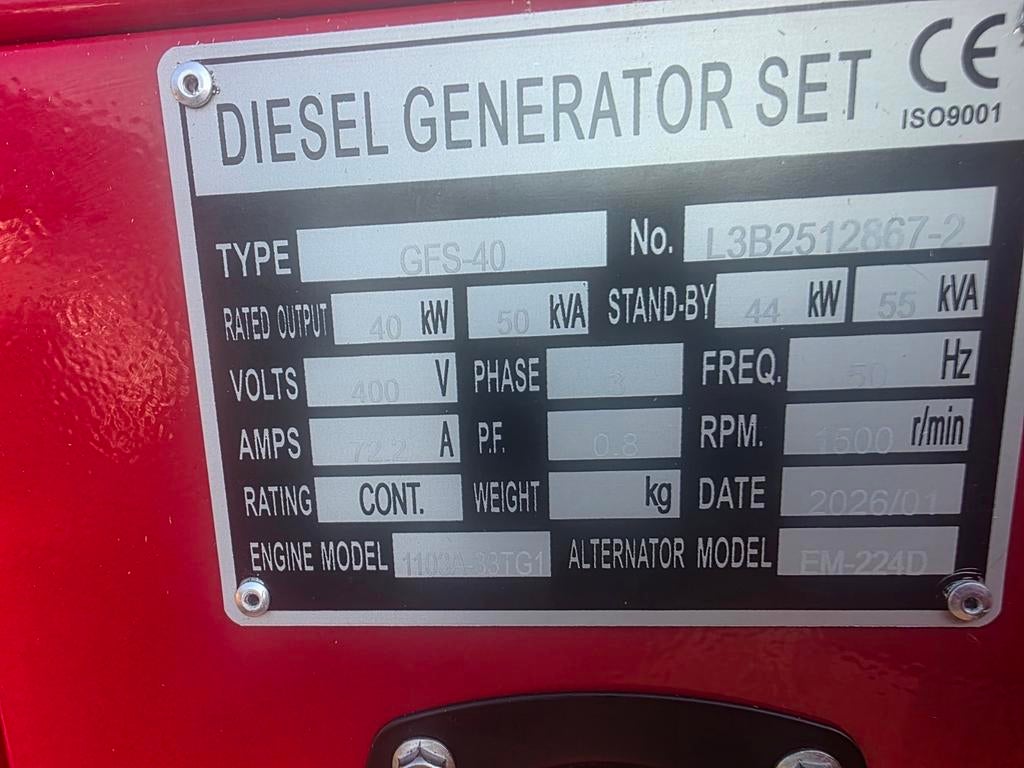 DIESEL GENERATOR SET CE
ISO9001
TYPE GFS-40 No. L3B2512867-2
RATED OUTPUT 40 kW 50 kVA STAND-BY 44 kW 55 kVA
VOLTS 400 V PHASE 3 FREQ. 50 Hz
AMPS 72.2 A P.F. 0.8 RPM. 1500 r/min
RATING CONT. WEIGHT kg DATE 2026/01
ENGINE MODEL 1103A-33TG1 ALTERNATOR MODEL EM-224D